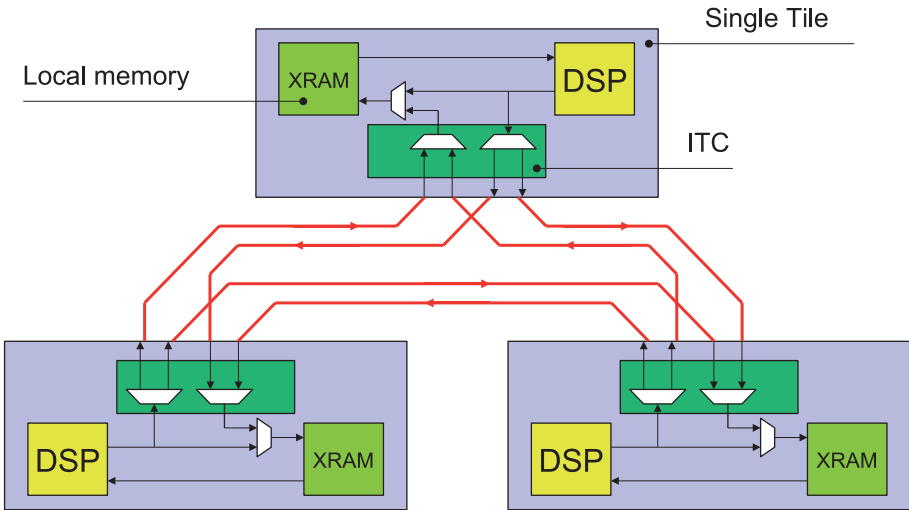 Single Tile
Local memory
XRAM
DSP
ITC
DSP
XRAM
DSP
XRAM